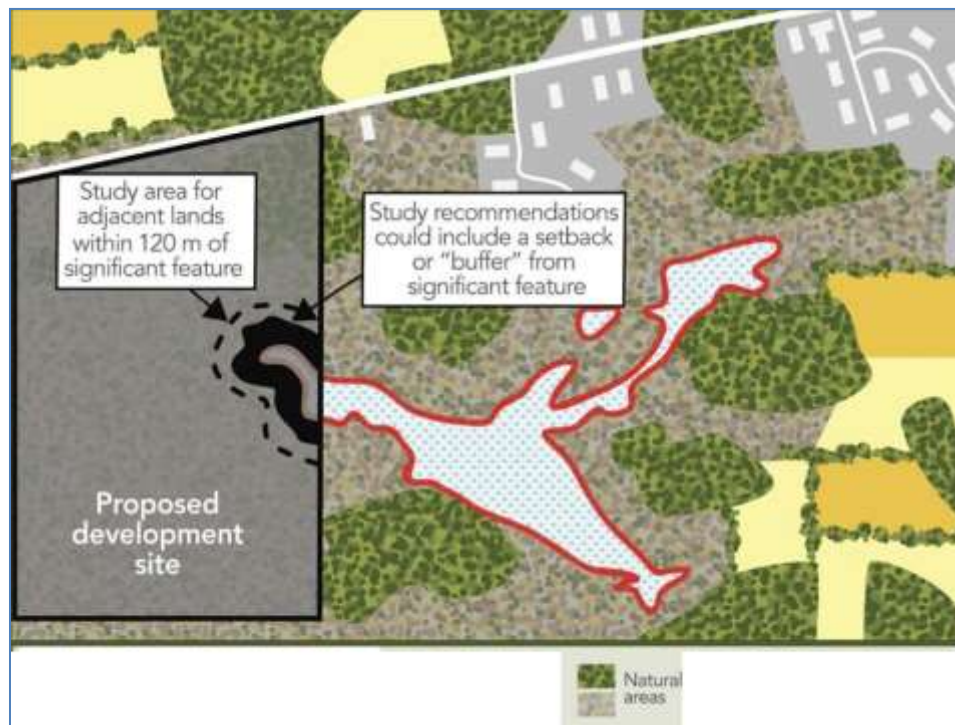 Study area for
adjacent lands
within 120 m of
significant feature
Study recommendations
could include a setback
or "buffer" from
significant feature
Proposed
development
site
Natural
areas